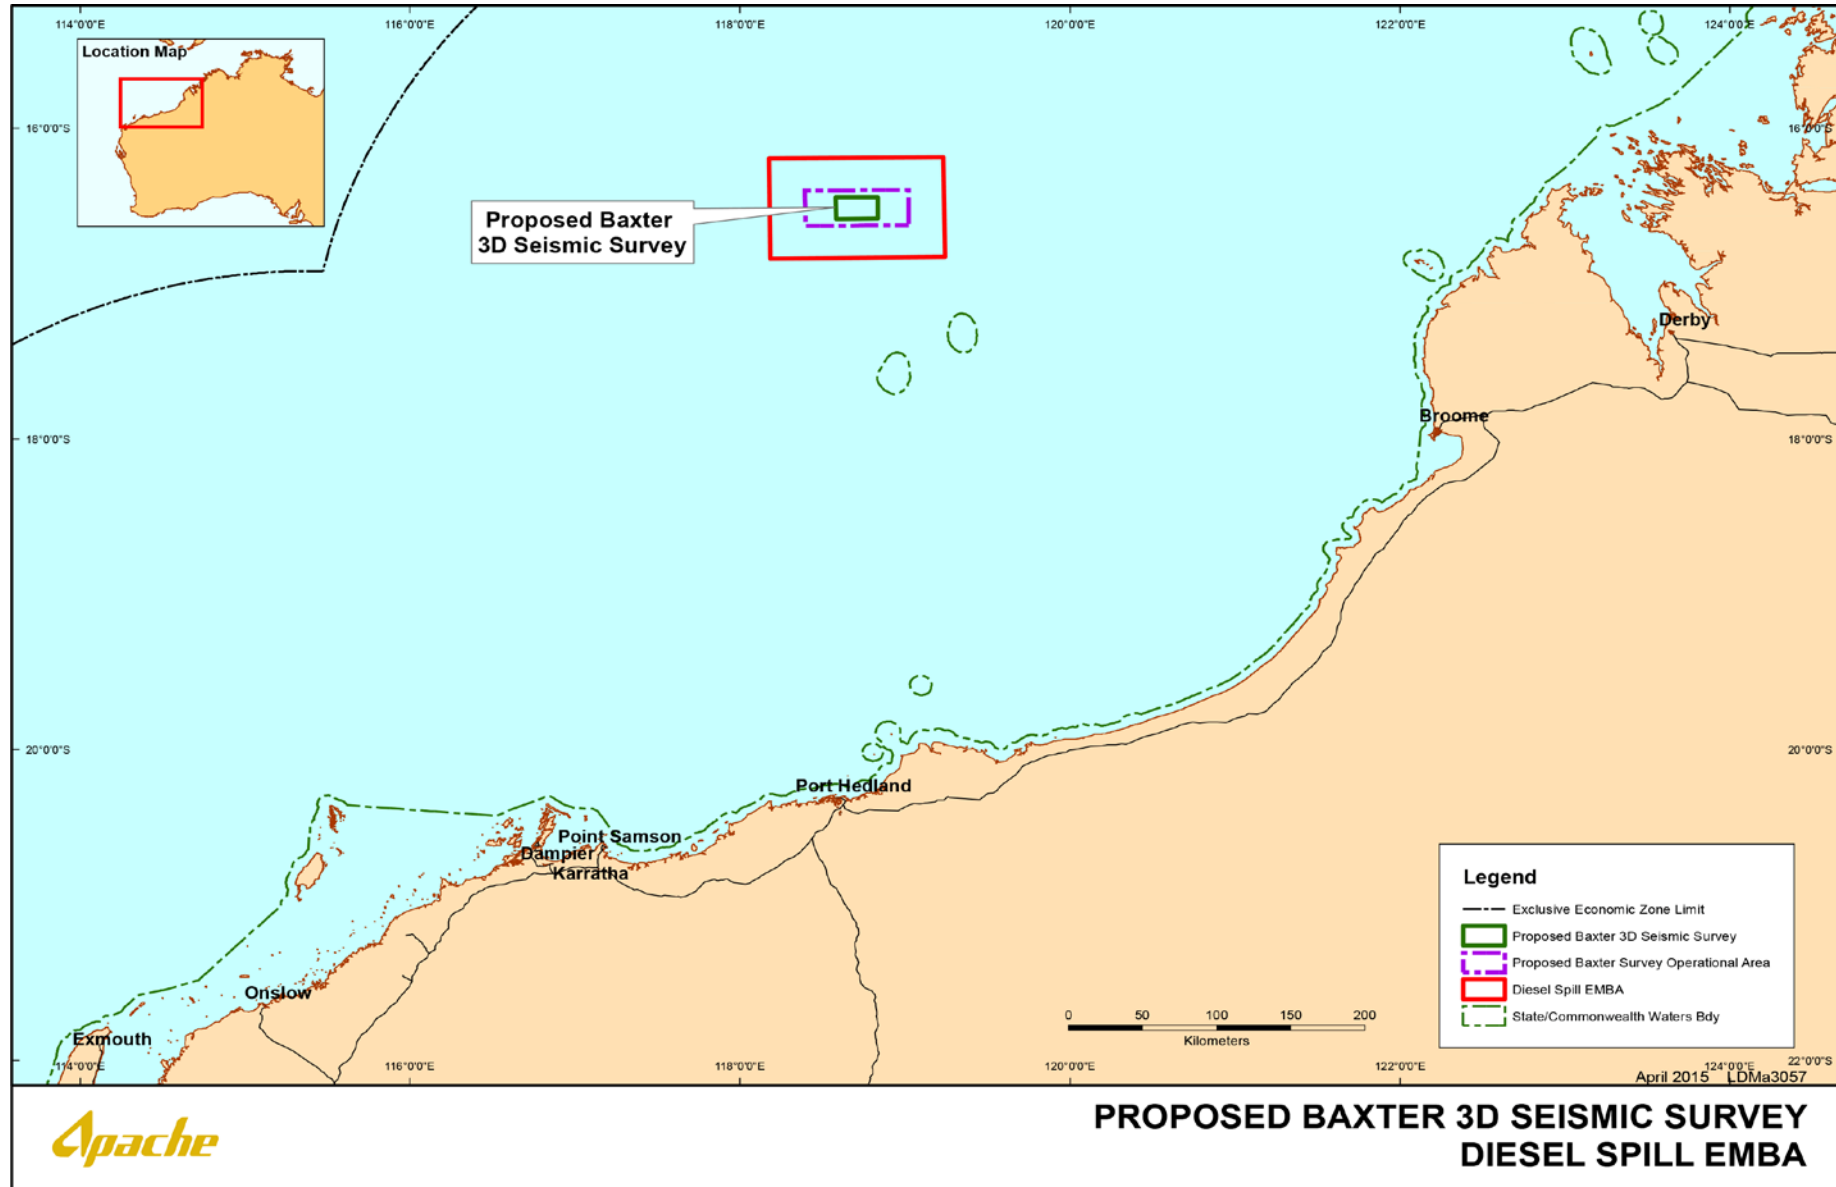 114°0'0"E
116°0'0"E
118°0'0"E
120°0'0"E
122°0'0"E
124°0'0"E
Location Map
16°0'0"S
16°0'0"S
Proposed Baxter
3D Seismic Survey
Derby
Broome
18°0'0"S
18°0'0"S
20°0'0"S
20°0'0"S
Port Hedland
Point Samson
Dampier
Karratha
Onslow
Exmouth
Legend
Exclusive Economic Zone Limit
Proposed Baxter 3D Seismic Survey
Proposed Baxter Survey Operational Area
Diesel Spill EMBA
State/Commonwealth Waters Bdy
0 50 100 150 200
Kilometers
22°0'0"S
114°0'0"E
116°0'0"E
118°0'0"E
120°0'0"E
122°0'0"E
124°0'0"E
April 2015 LDMa3057
Apache
PROPOSED BAXTER 3D SEISMIC SURVEY
DIESEL SPILL EMBA